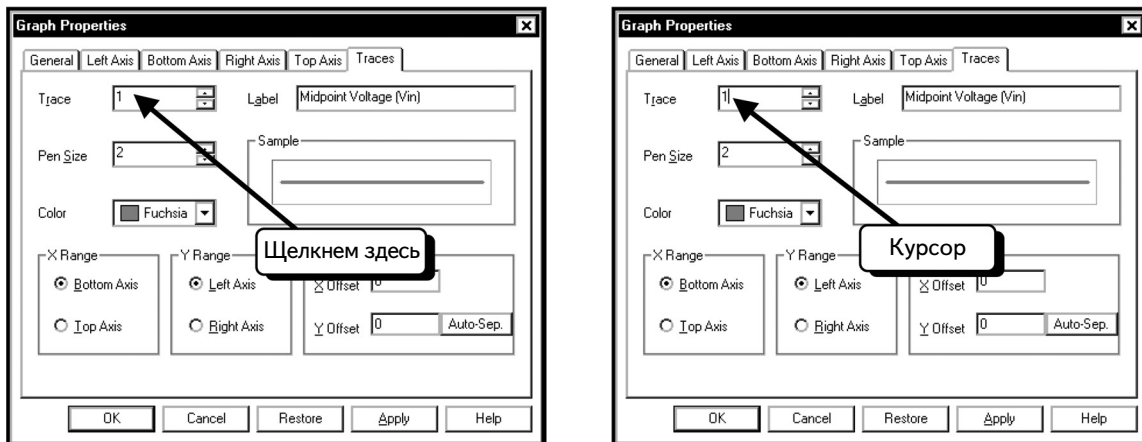 Graph Properties
General Left Axis Bottom Axis Right Axis Top Axis Traces
Trace 1 Label Midpoint Voltage (Vin)
Pen Size 2 Sample
Color Fuchsia
Щелкнем здесь
X Range Y Range
Bottom Axis Left Axis X Offset 0
Top Axis Right Axis Y Offset 0 Auto-Sep.
OK Cancel Restore Apply Help
Graph Properties
General Left Axis Bottom Axis Right Axis Top Axis Traces
Trace 1 Label Midpoint Voltage (Vin)
Pen Size 2 Sample
Color Fuchsia
Курсор
X Range Y Range
Bottom Axis Left Axis X Offset 0
Top Axis Right Axis Y Offset 0 Auto-Sep.
OK Cancel Restore Apply Help